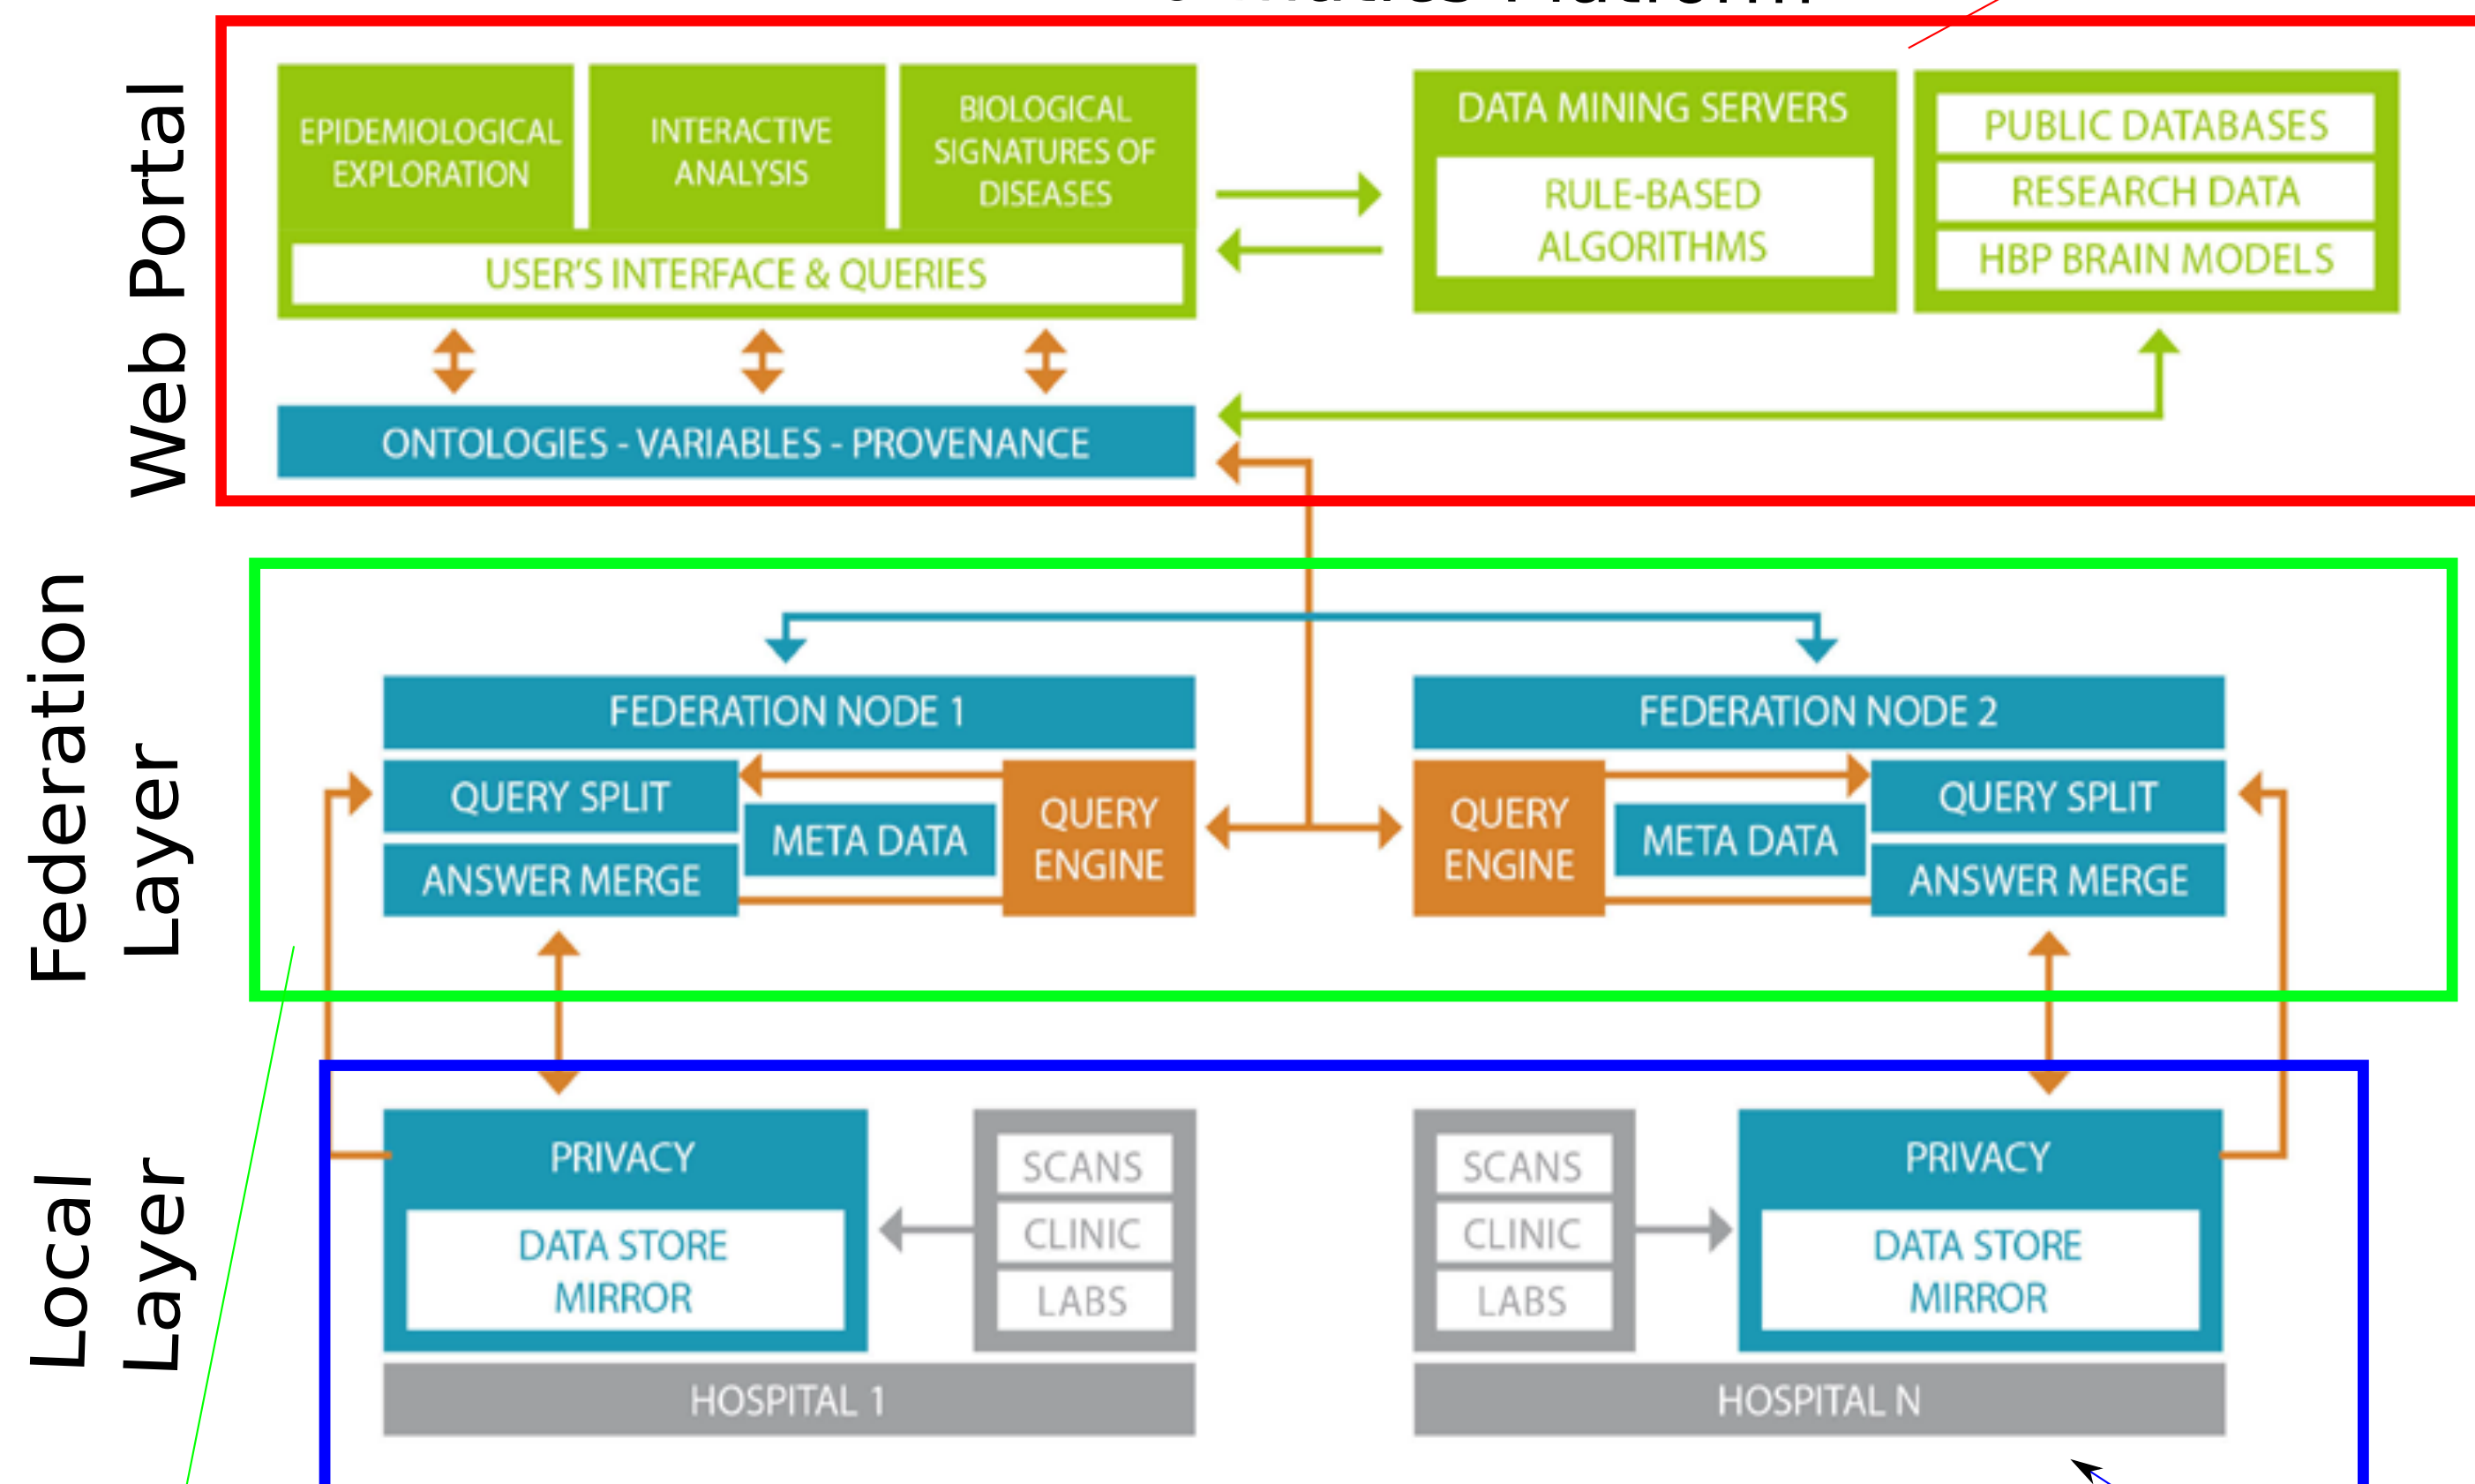 Platform
Web Portal
EPIDEMIOLOGICAL
EXPLORATION
INTERACTIVE
ANALYSIS
BIOLOGICAL
SIGNATURES OF
DISEASES
USER'S INTERFACE & QUERIES
DATA MINING SERVERS
RULE-BASED
ALGORITHMS
PUBLIC DATABASES
RESEARCH DATA
HBP BRAIN MODELS
ONTOLOGIES - VARIABLES - PROVENANCE
Federation
Layer
FEDERATION NODE 1
QUERY SPLIT
ANSWER MERGE
META DATA
QUERY
ENGINE
FEDERATION NODE 2
QUERY
ENGINE
META DATA
QUERY SPLIT
ANSWER MERGE
Local
Layer
PRIVACY
DATA STORE
MIRROR
SCANS
CLINIC
LABS
HOSPITAL 1
SCANS
CLINIC
LABS
PRIVACY
DATA STORE
MIRROR
HOSPITAL N